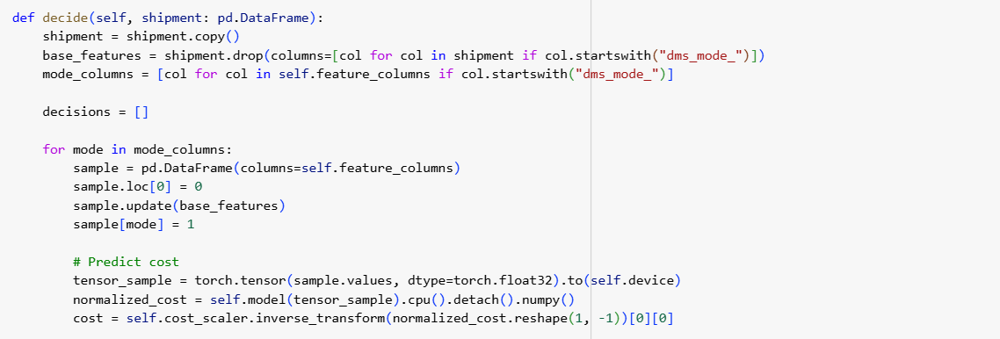 def decide(self, shipment: pd.DataFrame):
    shipment = shipment.copy()
    base_features = shipment.drop(columns=[col for col in shipment if col.startswith("dms_mode_")])
    mode_columns = [col for col in self.feature_columns if col.startswith("dms_mode_")]

    decisions = []

    for mode in mode_columns:
        sample = pd.DataFrame(columns=self.feature_columns)
        sample.loc[0] = 0
        sample.update(base_features)
        sample[mode] = 1

        # Predict cost
        tensor_sample = torch.tensor(sample.values, dtype=torch.float32).to(self.device)
        normalized_cost = self.model(tensor_sample).cpu().detach().numpy()
        cost = self.cost_scaler.inverse_transform(normalized_cost.reshape(1, -1))[0][0]